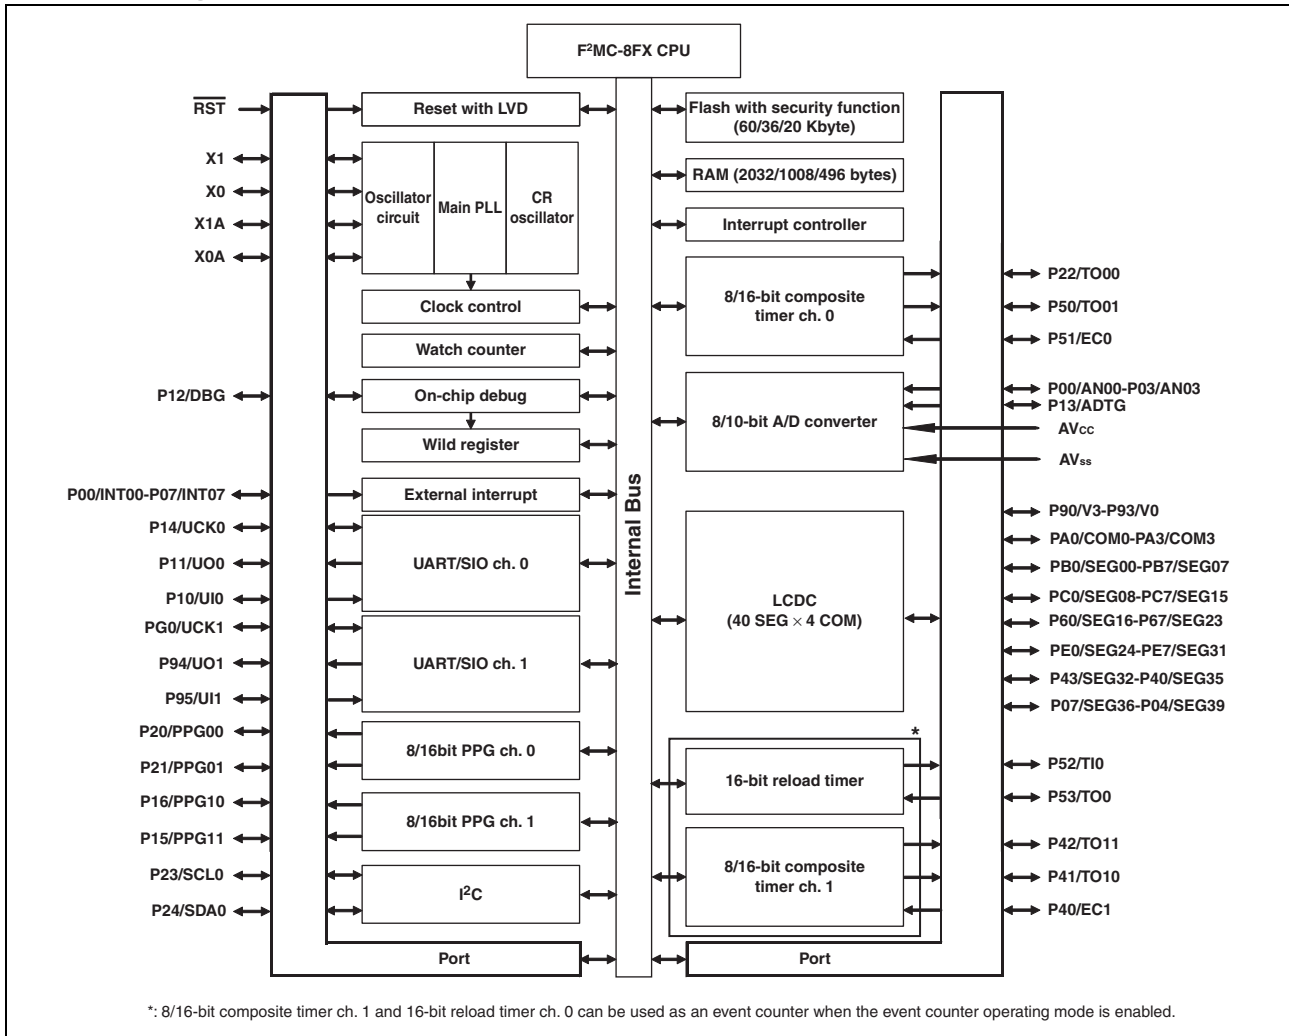 F²MC-8FX CPU
RST
X1
X0
X1A
X0A
P12/DBG
P00/INT00-P07/INT07
P14/UCK0
P11/UO0
P10/UI0
PG0/UCK1
P94/UO1
P95/UI1
P20/PPG00
P21/PPG01
P16/PPG10
P15/PPG11
P23/SCL0
P24/SDA0
Reset with LVD
Oscillator
circuit
Main PLL
CR
oscillator
Clock control
Watch counter
On-chip debug
Wild register
External interrupt
UART/SIO ch. 0
UART/SIO ch. 1
8/16bit PPG ch. 0
8/16bit PPG ch. 1
I²C
Port
Internal Bus
Flash with security function
(60/36/20 Kbyte)
RAM (2032/1008/496 bytes)
Interrupt controller
8/16-bit composite
timer ch. 0
8/10-bit A/D converter
LCDC
(40 SEG × 4 COM)
*
16-bit reload timer
8/16-bit composite
timer ch. 1
Port
P22/TO00
P50/TO01
P51/EC0
P00/AN00-P03/AN03
P13/ADTG
AVCC
AVss
P90/V3-P93/V0
PA0/COM0-PA3/COM3
PB0/SEG00-PB7/SEG07
PC0/SEG08-PC7/SEG15
P60/SEG16-P67/SEG23
PE0/SEG24-PE7/SEG31
P43/SEG32-P40/SEG35
P07/SEG36-P04/SEG39
P52/TI0
P53/TO0
P42/TO11
P41/TO10
P40/EC1
*: 8/16-bit composite timer ch. 1 and 16-bit reload timer ch. 0 can be used as an event counter when the event counter operating mode is enabled.